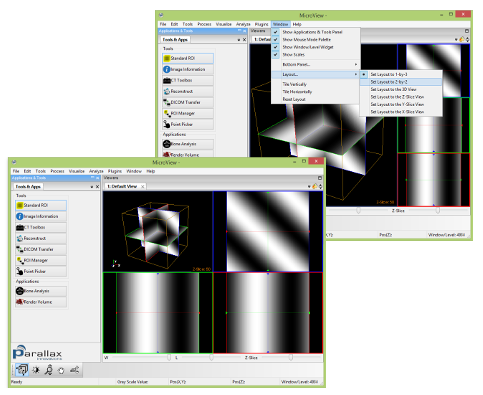 MicroView -
File Edit Tools Process Visualize Analyze Plugins Window Help
Applications & Tools
Viewers
Tools & Apps
1: Default
Tools
Standard ROI
Image Information
CT Toolbox
Reconstruct
DICOM Transfer
ROI Manager
Point Picker
Applications
Bone Analysis
Render Volume
Show Applications & Tools Panel
Show Mouse Mode Palette
Show Window/Level Widget
Show Scales
Bottom Panel...
Layout...
Tile Vertically
Tile Horizontally
Reset Layout
Set Layout to 1-by-3
Set Layout to 2-by-2
Set Layout to the 3D View
Set Layout to the Z-Slice View
Set Layout to the Y-Slice View
Set Layout to the X-Slice View
Z-Slice
Pos(Z):
Window/Level: 486/
MicroView -
File Edit Tools Process Visualize Analyze Plugins Window Help
Applications & Tools
Viewers
Tools & Apps
1: Default View
Tools
Standard ROI
Image Information
CT Toolbox
Reconstruct
DICOM Transfer
ROI Manager
Point Picker
Applications
Bone Analysis
Render Volume
Z-Slice: 50
Parallax
W
L
Z-Slice
Ready
Gray Scale Value:
Pos(X,Y):
Pos(Z):
Window/Level: 486/